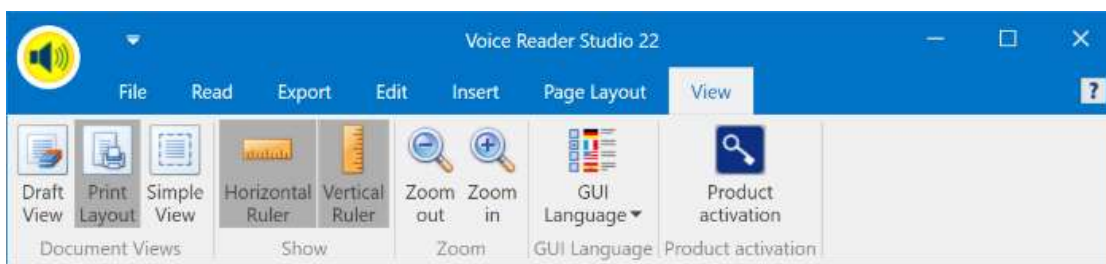 Voice Reader Studio 22
File Read Export Edit Insert Page Layout View ?
Draft Print Simple Horizontal Vertical Zoom Zoom GUI Product
View Layout View Ruler Ruler out in Language activation
Document Views Show Zoom GUI Language Product activation